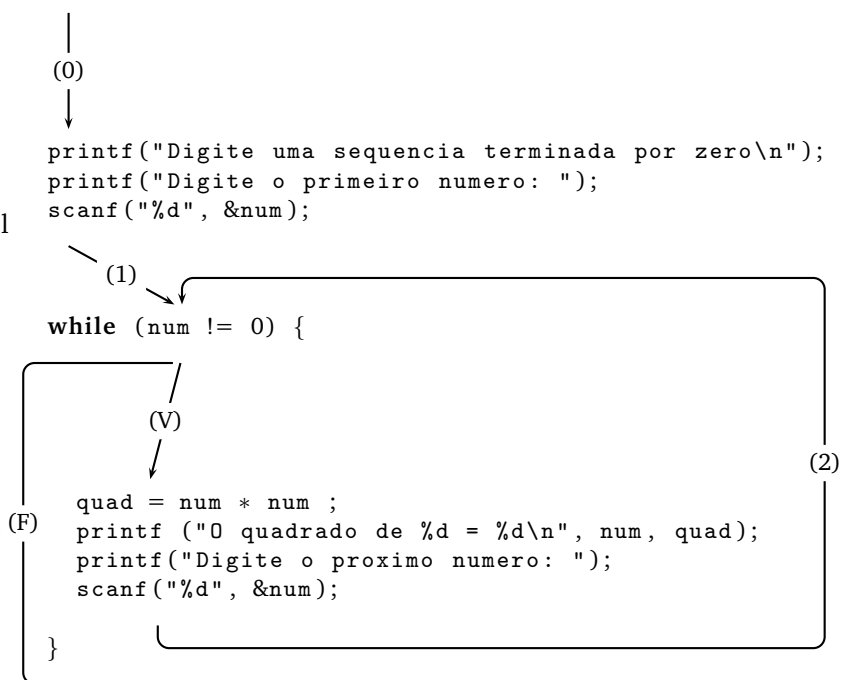 (0)
printf("Digite uma sequencia terminada por zero\n");
printf("Digite o primeiro numero: ");
scanf("%d", &num);
l
(1)
while (num != 0) {
(V)
(2)
quad = num * num ;
(F)
printf ("O quadrado de %d = %d\n", num, quad);
printf("Digite o proximo numero: ");
scanf("%d", &num);
}